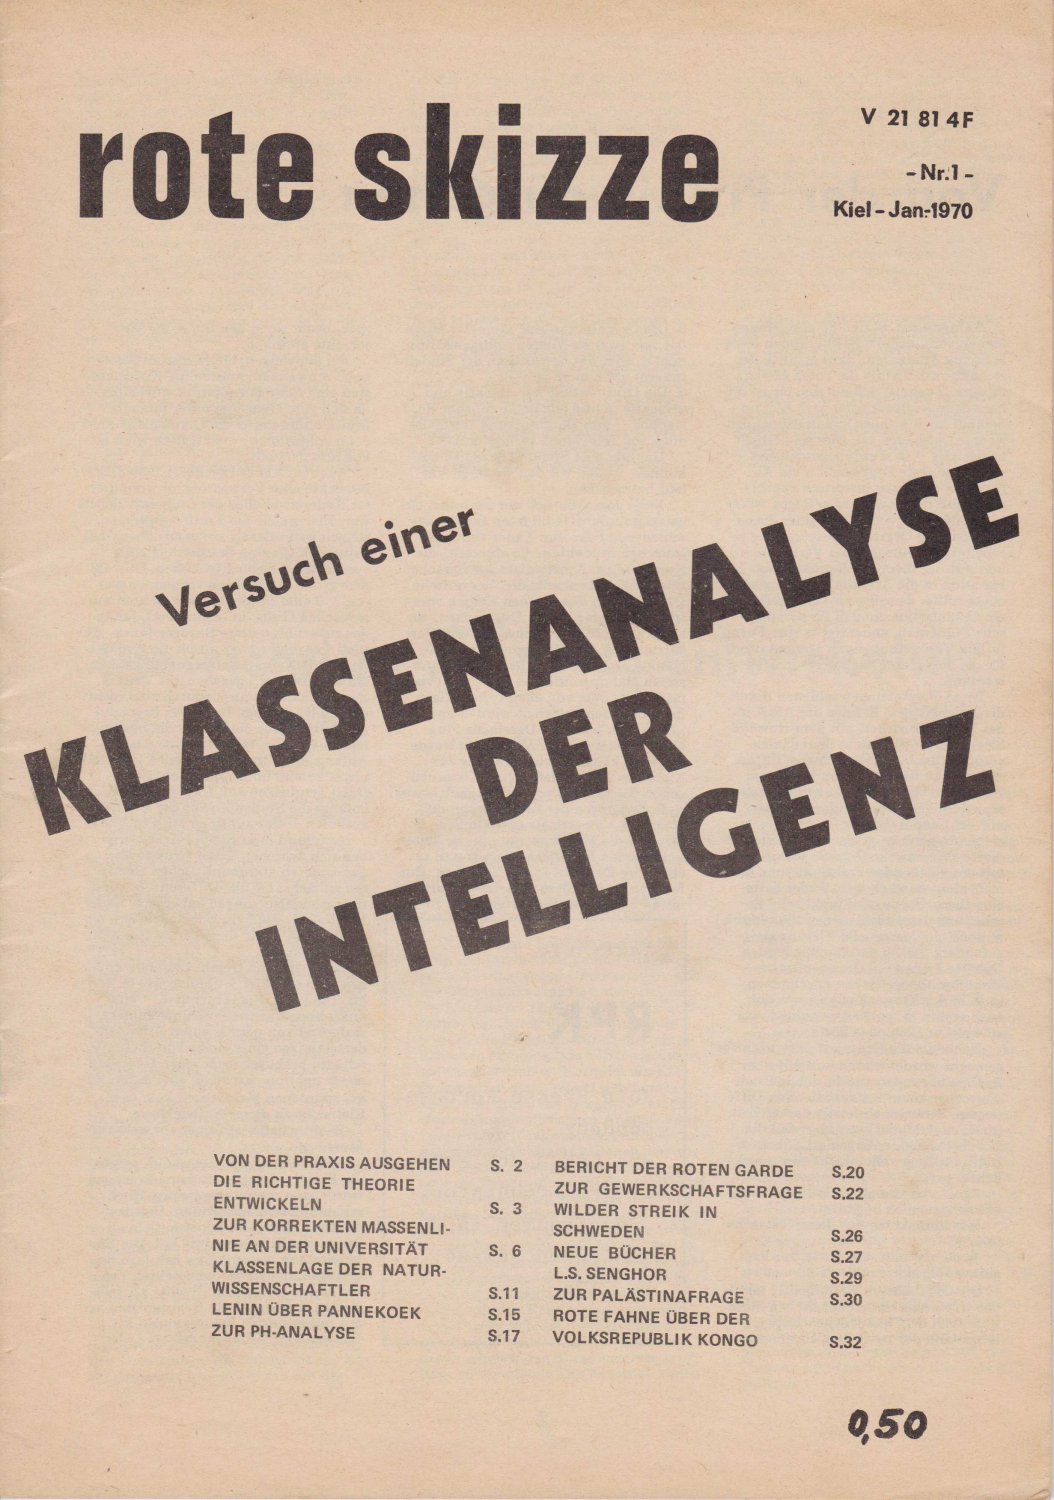 rote skizze
V 21 81 4F
- Nr.1 -
Kiel - Jan.-1970
Versuch einer
KLASSENANALYSE
DER
INTELLIGENZ
VON DER PRAXIS AUSGEHEN S. 2
DIE RICHTIGE THEORIE
ENTWICKELN S. 3
ZUR KORREKTEN MASSENLI-
NIE AN DER UNIVERSITÄT S. 6
KLASSENLAGE DER NATUR-
WISSENSCHAFTLER S.11
LENIN ÜBER PANNEKOEK S.15
ZUR PH-ANALYSE S.17
BERICHT DER ROTEN GARDE S.20
ZUR GEWERKSCHAFTSFRAGE S.22
WILDER STREIK IN
SCHWEDEN S.26
NEUE BÜCHER S.27
L.S. SENGHOR S.29
ZUR PALÄSTINAFRAGE S.30
ROTE FAHNE ÜBER DER
VOLKSREPUBLIK KONGO S.32
0,50